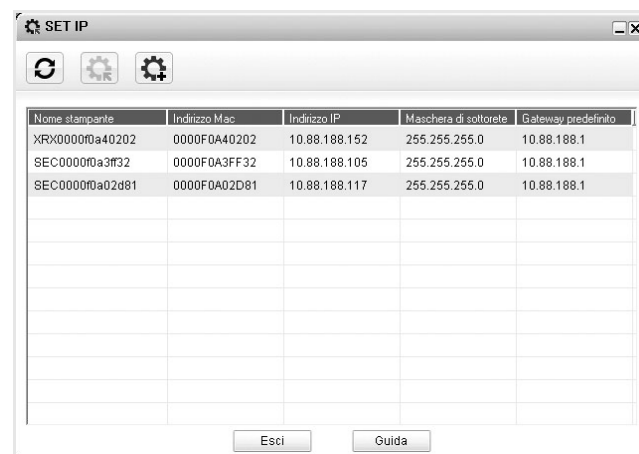 SET IP
Nome stampante Indirizzo Mac Indirizzo IP Maschera di sottorete Gateway predefinito
XRX0000f0a40202 0000F0A40202 10.88.188.152 255.255.255.0 10.88.188.1
SEC0000f0a3ff32 0000F0A3FF32 10.88.188.105 255.255.255.0 10.88.188.1
SEC0000f0a02d81 0000F0A02D81 10.88.188.117 255.255.255.0 10.88.188.1
Esci Guida